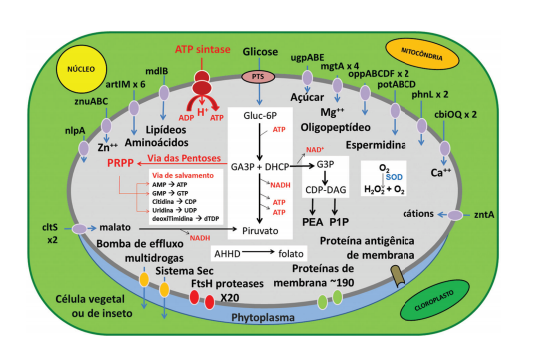 ATP sintase
Glicose
ugpABE
mgtA x 4
oppABCDF x 2
potABCD
phnL x 2
cbiOQ x 2
MITOCÔNDRIA
NÚCLEO
mdlB
artIM x 6
znuABC
nlpA
PTS
ADP
H⁺
ATP
Açúcar
Mg⁺⁺
Oligopeptídeo
Espermidina
Ca⁺⁺
Zn⁺⁺
Lipídeos
Aminoácidos
Gluc-6P
ATP
PRPP
Via das Pentoses
GA3P + DHCP
NAD⁺
G3P
CDP-DAG
PEA
P1P
O₂
SOD
H₂O₂ + O₂
Via de salvamento
AMP → ATP
GMP → GTP
Citidina → CDP
Uridina → UDP
deoxiTimidina → dTP
NADH
ATP
ATP
Piruvato
cltS
x2
malato
NADH
cátions
zntA
AHHD
folato
Bomba de effluxo
multidrogas
Sistema Sec
FtsH proteases
X20
Proteínas de
membrana ~190
Proteína antigênica
de membrana
Célula vegetal
ou de inseto
Phytoplasma
CLOROPLASTO